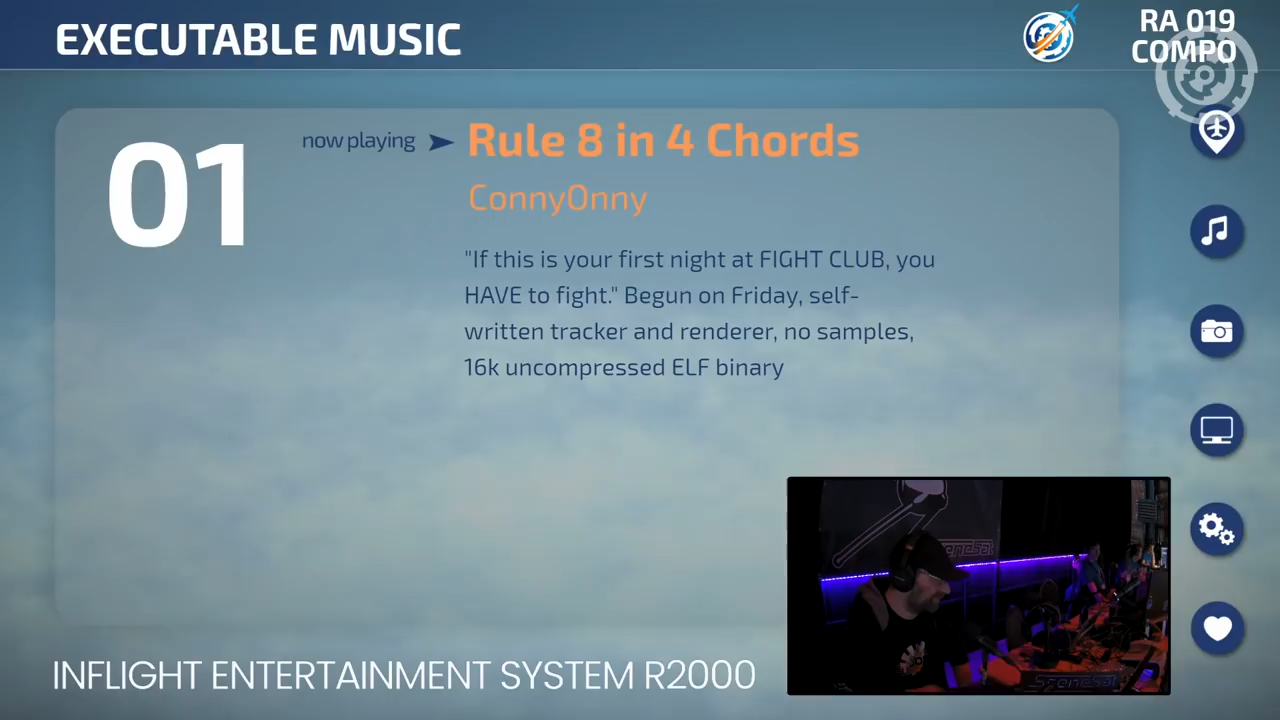 EXECUTABLE MUSIC
RA 019
COMPO
01
now playing
Rule 8 in 4 Chords
ConnyOnny
"If this is your first night at FIGHT CLUB, you
HAVE to fight." Begun on Friday, self-
written tracker and renderer, no samples,
16k uncompressed ELF binary
SceneSat
INFLIGHT ENTERTAINMENT SYSTEM R2000